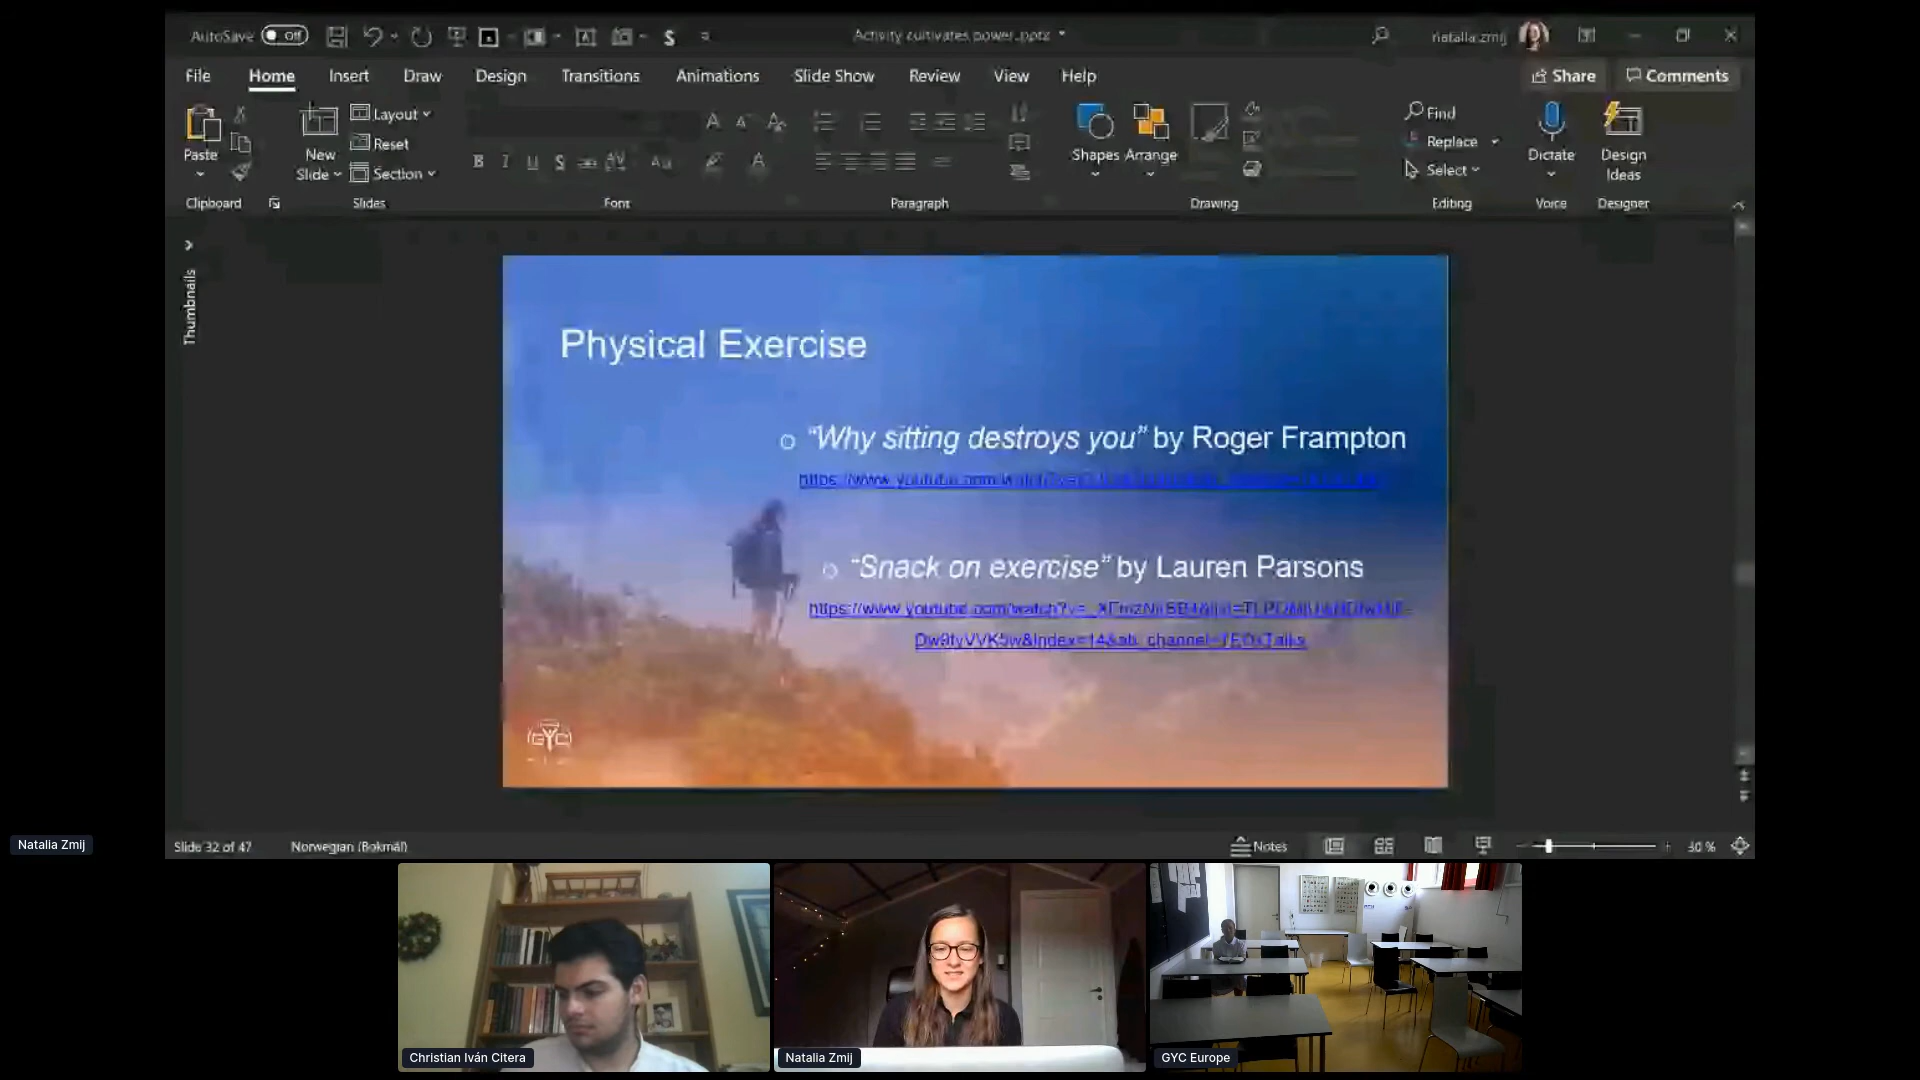 AutoSave Off
Activity cultivates power.pptx
natalia zmij
File Home Insert Draw Design Transitions Animations Slide Show Review View Help
Share Comments
Paste
New
Slide
Layout
Reset
Section
Shapes Arrange
Find
Replace
Select
Dictate
Design
Ideas
Clipboard Slides Font Paragraph Drawing Editing Voice Designer
Thumbnails
Physical Exercise
"Why sitting destroys you" by Roger Frampton
"Snack on exercise" by Lauren Parsons
GYC
Slide 32 of 47 Norwegian (Bokmål)
Notes
30 %
Natalia Zmij
Christian Iván Citera
Natalia Zmij
GYC Europe